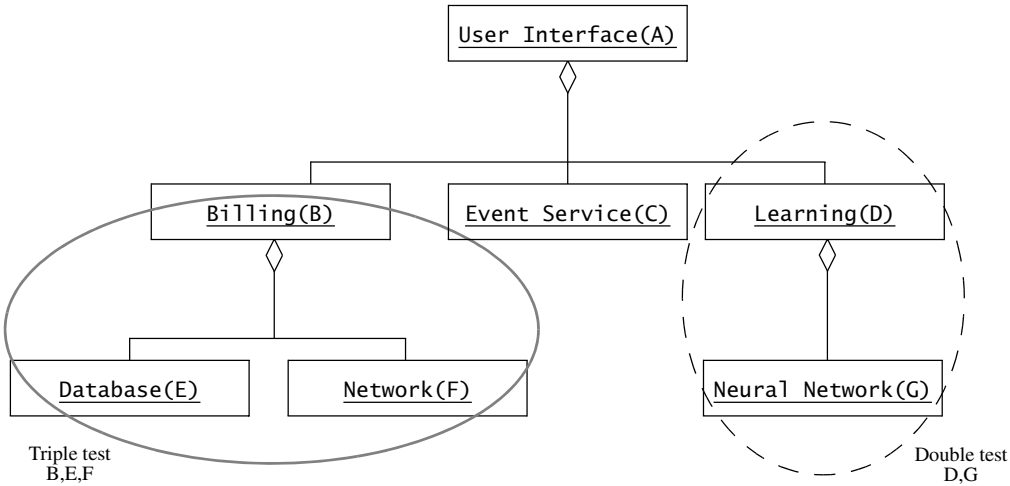 User Interface(A)
Billing(B)
Event Service(C)
Learning(D)
Database(E)
Network(F)
Neural Network(G)
Triple test
B,E,F
Double test
D,G